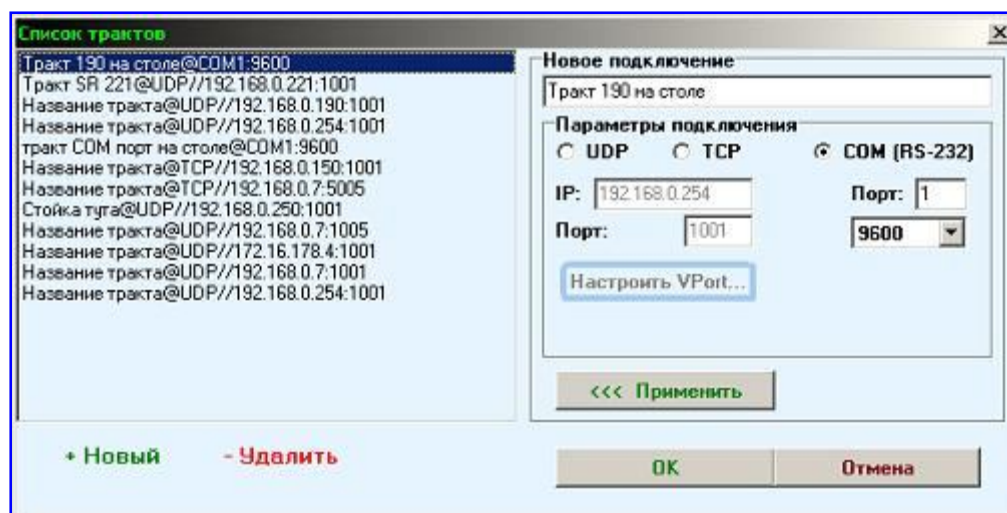 Список трактов
Тракт 190 на столе@COM1:9600
Тракт SR 221@UDP//192.168.0.221:1001
Название тракта@UDP//192.168.0.190:1001
Название тракта@UDP//192.168.0.254:1001
тракт COM порт на столе@COM1:9600
Название тракта@TCP//192.168.0.150:1001
Название тракта@TCP//192.168.0.7:5005
Стойка туга@UDP//192.168.0.250:1001
Название тракта@UDP//192.168.0.7:1005
Название тракта@UDP//172.16.178.4:1001
Название тракта@UDP//192.168.0.7:1001
Название тракта@UDP//192.168.0.254:1001
+ Новый - Удалить
Новое подключение
Тракт 190 на столе
Параметры подключения
UDP TCP COM (RS-232)
IP: 192.168.0.254 Порт: 1
Порт: 1001 9600
Настроить VPort...
<<< Применить
OK Отмена